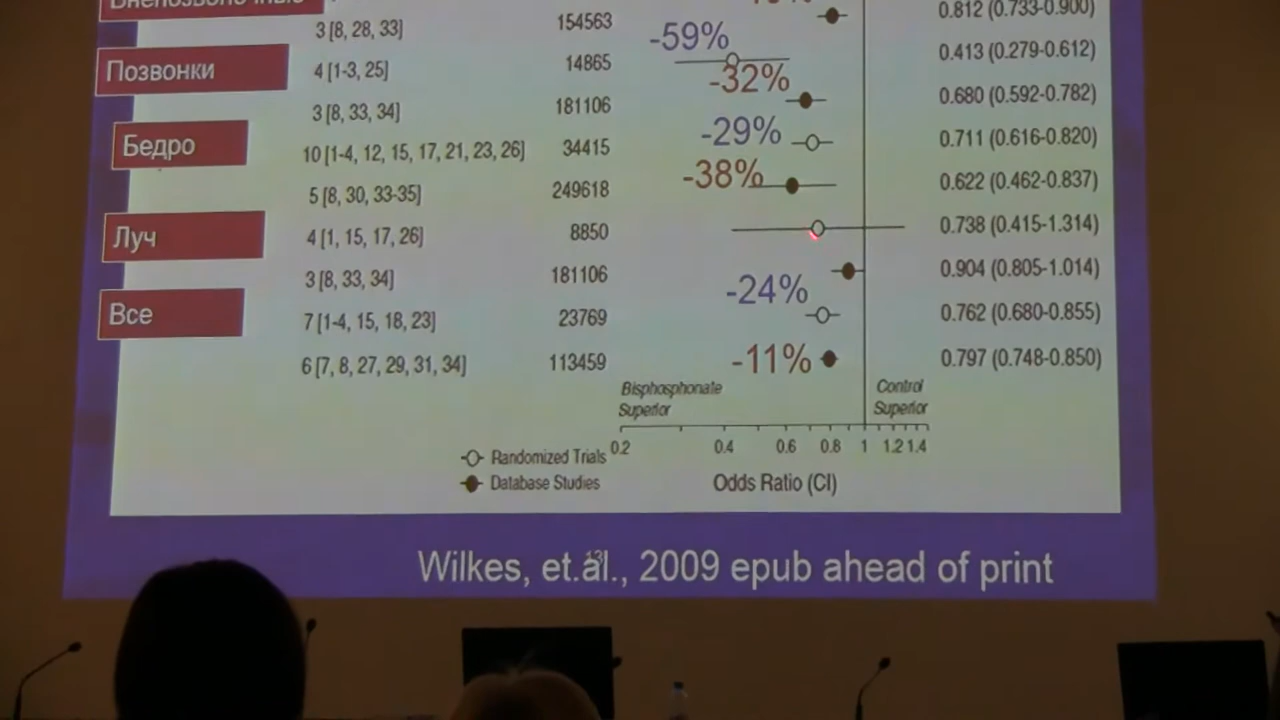 Внепозвоночные
0.812 (0.733-0.900)
3 [8, 28, 33] 154563
-59%
Позвонки 4 [1-3, 25] 14865 0.413 (0.279-0.612)
-32%
3 [8, 33, 34] 181106 0.680 (0.592-0.782)
Бедро 10 [1-4, 12, 15, 17, 21, 23, 26] 34415 -29% 0.711 (0.616-0.820)
5 [8, 30, 33-35] 249618 -38% 0.622 (0.462-0.837)
Луч 4 [1, 15, 17, 26] 8850 0.738 (0.415-1.314)
3 [8, 33, 34] 181106 0.904 (0.805-1.014)
Все 7 [1-4, 15, 18, 23] 23769 -24% 0.762 (0.680-0.855)
6 [7, 8, 27, 29, 31, 34] 113459 -11% 0.797 (0.748-0.850)
Bisphosphonate Control
Superior Superior
0.2 0.4 0.6 0.8 1 1.2 1.4
Randomized Trials
Database Studies
Odds Ratio (CI)
Wilkes, et.al., 2009 epub ahead of print
13